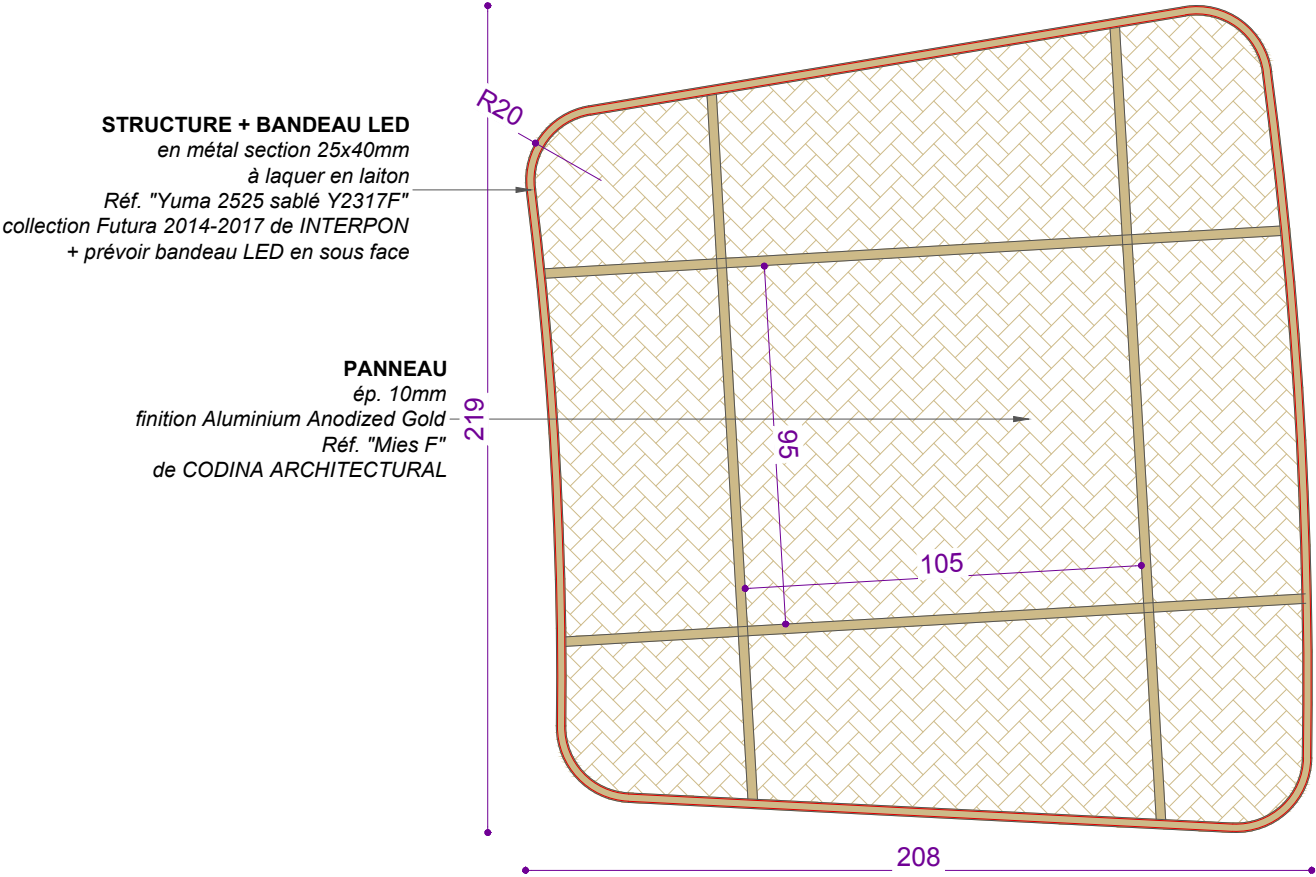 R20
STRUCTURE + BANDEAU LED
en métal section 25x40mm
à laquer en laiton
Réf. "Yuma 2525 sablé Y2317F"
collection Futura 2014-2017 de INTERPON
+ prévoir bandeau LED en sous face
PANNEAU
ép. 10mm
finition Aluminium Anodized Gold
Réf. "Mies F"
de CODINA ARCHITECTURAL
219
95
105
208